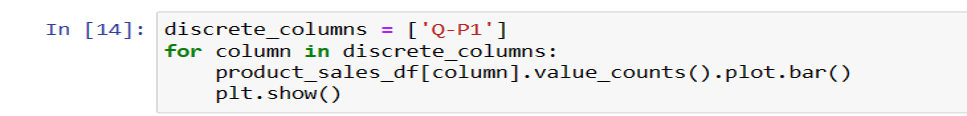 In [14]: discrete_columns = ['Q-P1']
for column in discrete_columns:
    product_sales_df[column].value_counts().plot.bar()
    plt.show()